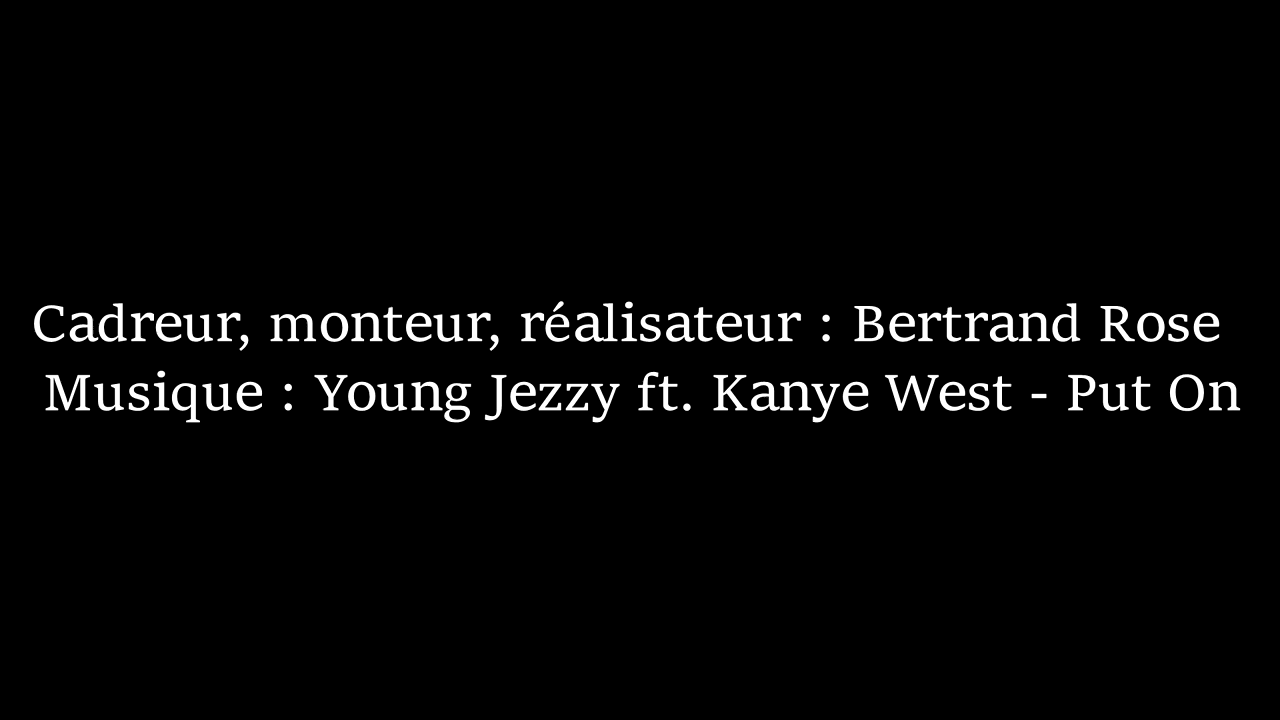 Cadreur, monteur, réalisateur : Bertrand Rose
Musique : Young Jezzy ft. Kanye West - Put On